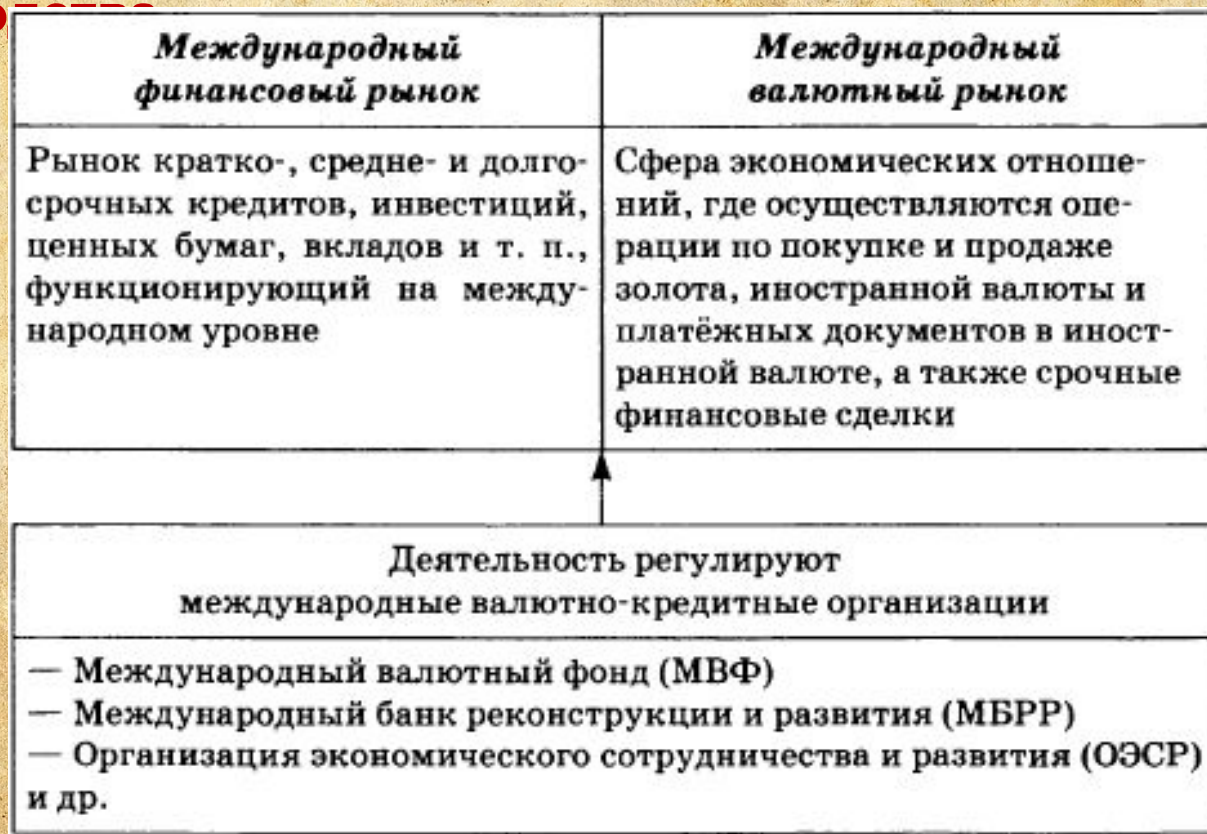 Международный
финансовый рынок
Международный
валютный рынок
Рынок кратко-, средне- и долго-
срочных кредитов, инвестиций,
ценных бумаг, вкладов и т. п.,
функционирующий на между-
народном уровне
Сфера экономических отноше-
ний, где осуществляются опе-
рации по покупке и продаже
золота, иностранной валюты и
платёжных документов в иност-
ранной валюте, а также срочные
финансовые сделки
Деятельность регулируют
международные валютно-кредитные организации
— Международный валютный фонд (МВФ)
— Международный банк реконструкции и развития (МБРР)
— Организация экономического сотрудничества и развития (ОЭСР)
и др.